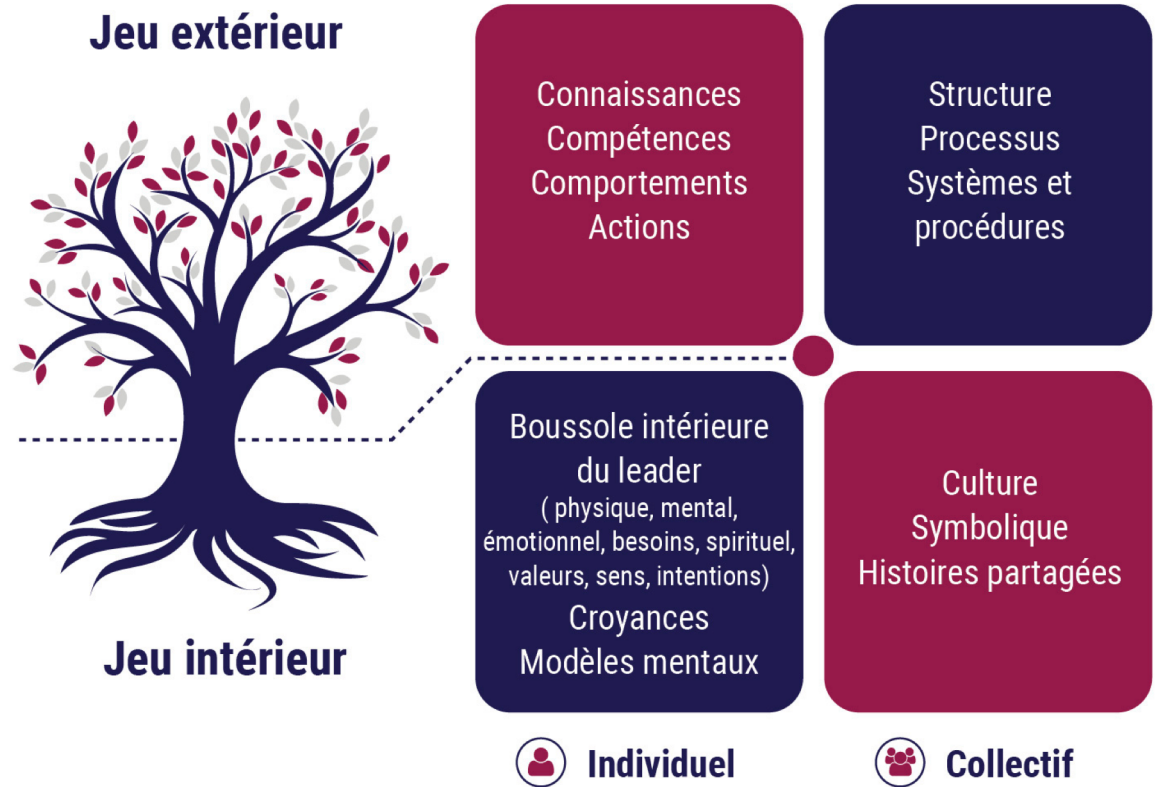 Jeu extérieur
Connaissances
Compétences
Comportements
Actions
Structure
Processus
Systèmes et
procédures
Boussole intérieure
du leader
( physique, mental,
émotionnel, besoins, spirituel,
valeurs, sens, intentions)
Croyances
Modèles mentaux
Culture
Symbolique
Histoires partagées
Jeu intérieur
Individuel
Collectif